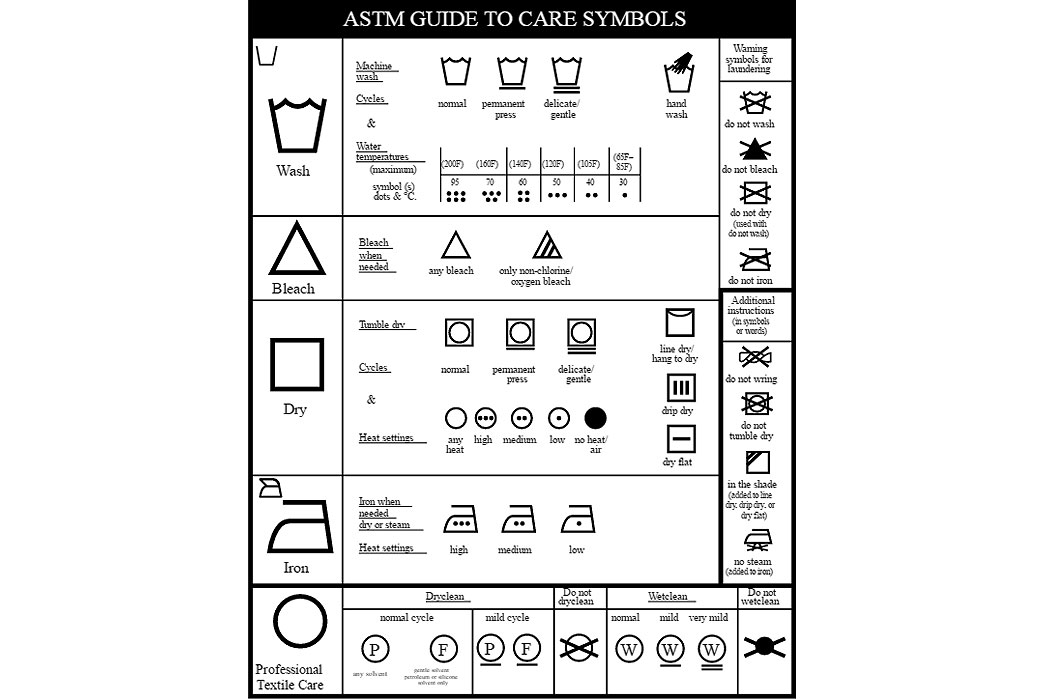 ASTM GUIDE TO CARE SYMBOLS
Wash
Machine
wash
Cycles
&
Water
temperatures
(maximum)
symbol (s)
dots & °C.
normal
permanent
press
delicate/
gentle
hand
wash
(200F) (160F) (140F) (120F) (105F) (65F–
85F)
95 70 60 50 40 30
Bleach
Bleach
when
needed
any bleach
only non-chlorine/
oxygen bleach
Dry
Tumble dry
Cycles
&
Heat settings
normal
permanent
press
delicate/
gentle
any
heat
high
medium
low
no heat/
air
line dry/
hang to dry
drip dry
dry flat
Iron
Iron when
needed
dry or steam
Heat settings
high
medium
low
Warning
symbols for
laundering
do not wash
do not bleach
do not dry
(used with
do not wash)
do not iron
Additional
instructions
(in symbols
or words)
do not wring
do not
tumble dry
in the shade
(added to line
dry, drip dry, or
dry flat)
no steam
(added to iron)
Professional
Textile Care
Dryclean
normal cycle
P
any solvent
F
gentle solvent
petroleum or silicone
solvent only
mild cycle
P F
Do not
dryclean
Wetclean
normal mild very mild
W W W
Do not
wetclean